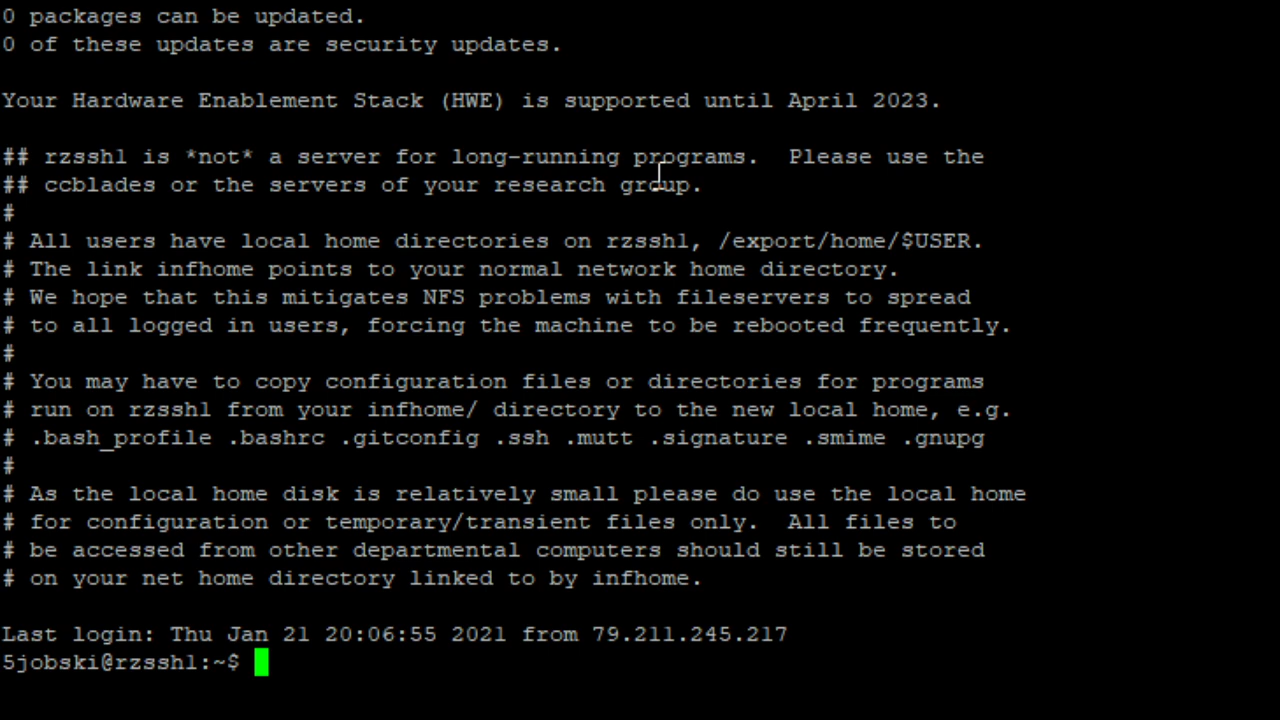 0 packages can be updated.
0 of these updates are security updates.
Your Hardware Enablement Stack (HWE) is supported until April 2023.
## rzssh1 is *not* a server for long-running programs.  Please use the
## ccblades or the servers of your research group.
#
# All users have local home directories on rzssh1, /export/home/$USER.
# The link infhome points to your normal network home directory.
# We hope that this mitigates NFS problems with fileservers to spread
# to all logged in users, forcing the machine to be rebooted frequently.
#
# You may have to copy configuration files or directories for programs
# run on rzssh1 from your infhome/ directory to the new local home, e.g.
# .bash_profile .bashrc .gitconfig .ssh .mutt .signature .smime .gnupg
#
# As the local home disk is relatively small please do use the local home
# for configuration or temporary/transient files only.  All files to
# be accessed from other departmental computers should still be stored
# on your net home directory linked to by infhome.
Last login: Thu Jan 21 20:06:55 2021 from 79.211.245.217
5jobski@rzssh1:~$